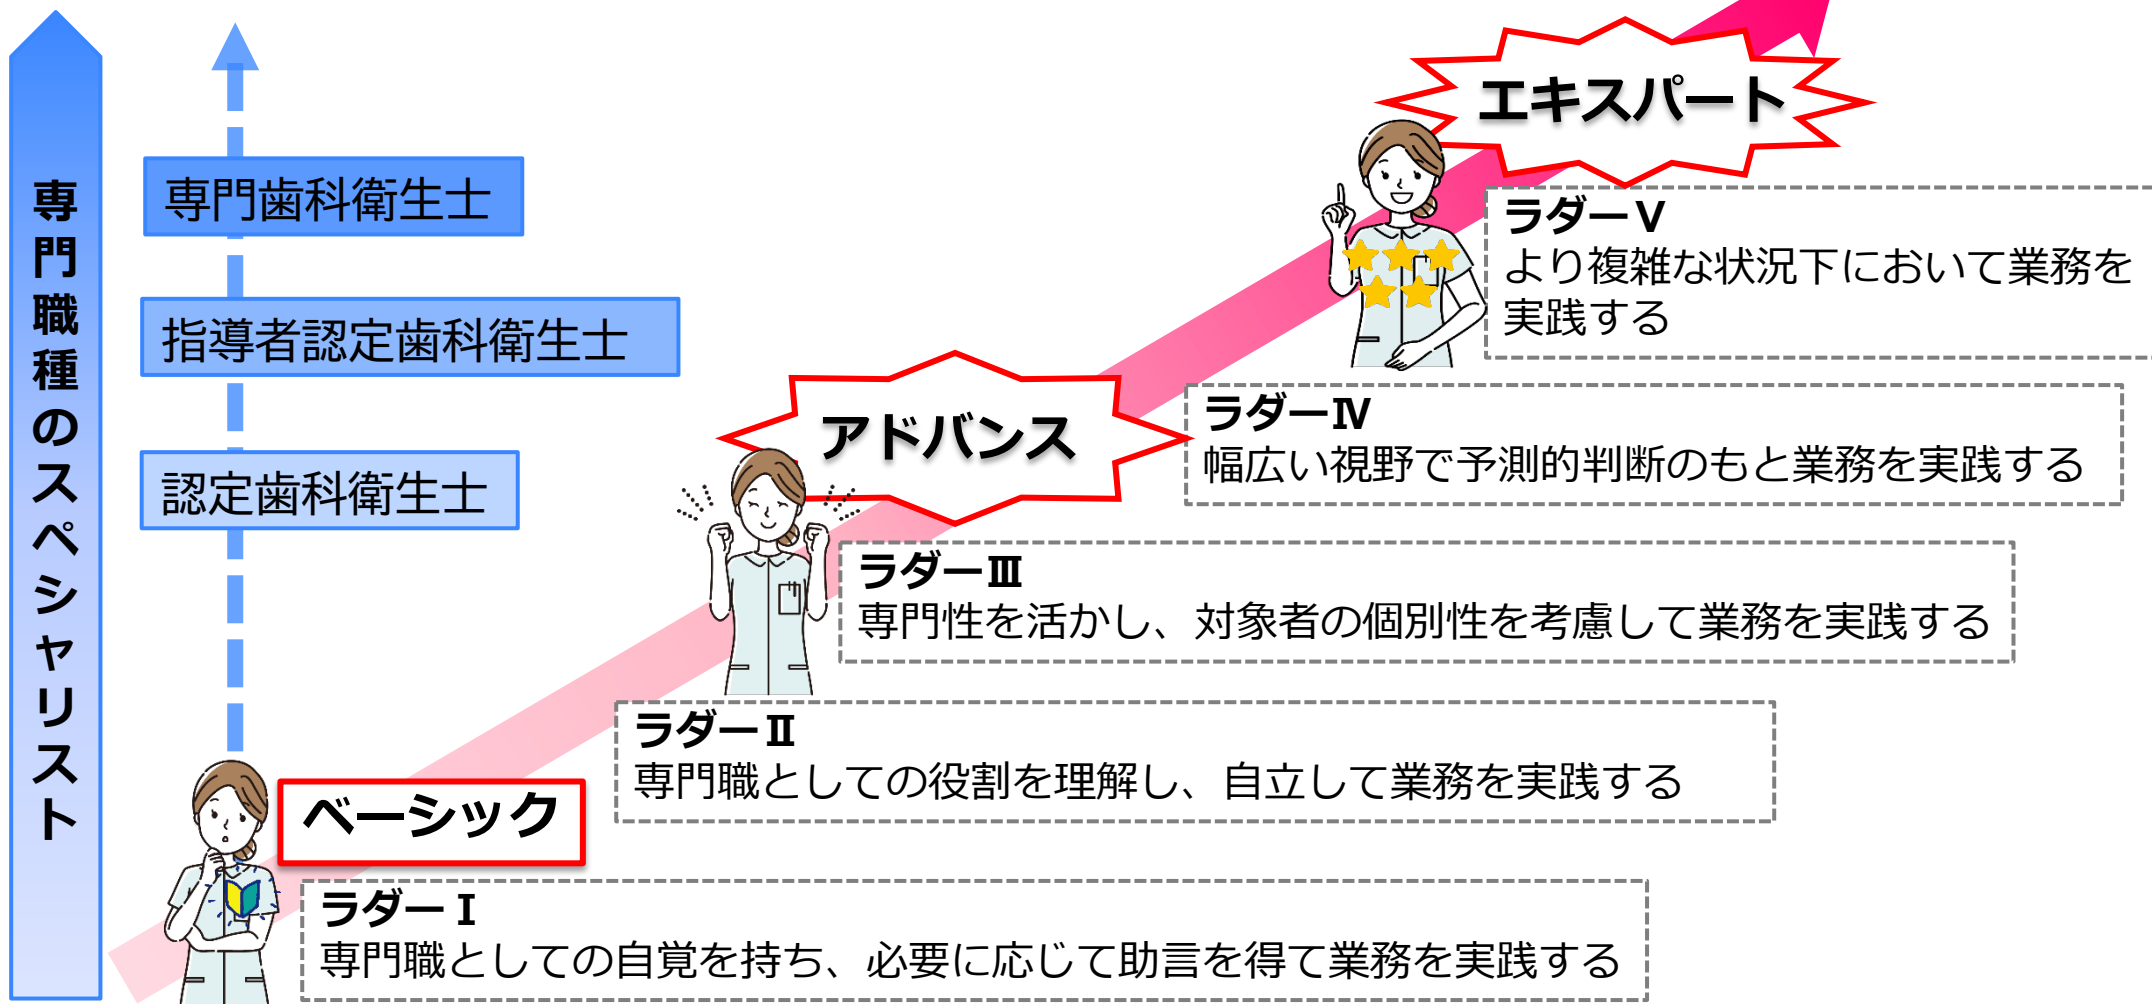 専門職種のスペシャリスト
専門歯科衛生士
指導者認定歯科衛生士
認定歯科衛生士
エキスパート
ラダーⅤ
より複雑な状況下において業務を
実践する
アドバンス
ラダーⅣ
幅広い視野で予測的判断のもと業務を実践する
ラダーⅢ
専門性を活かし、対象者の個別性を考慮して業務を実践する
ラダーⅡ
専門職としての役割を理解し、自立して業務を実践する
ベーシック
ラダーⅠ
専門職としての自覚を持ち、必要に応じて助言を得て業務を実践する